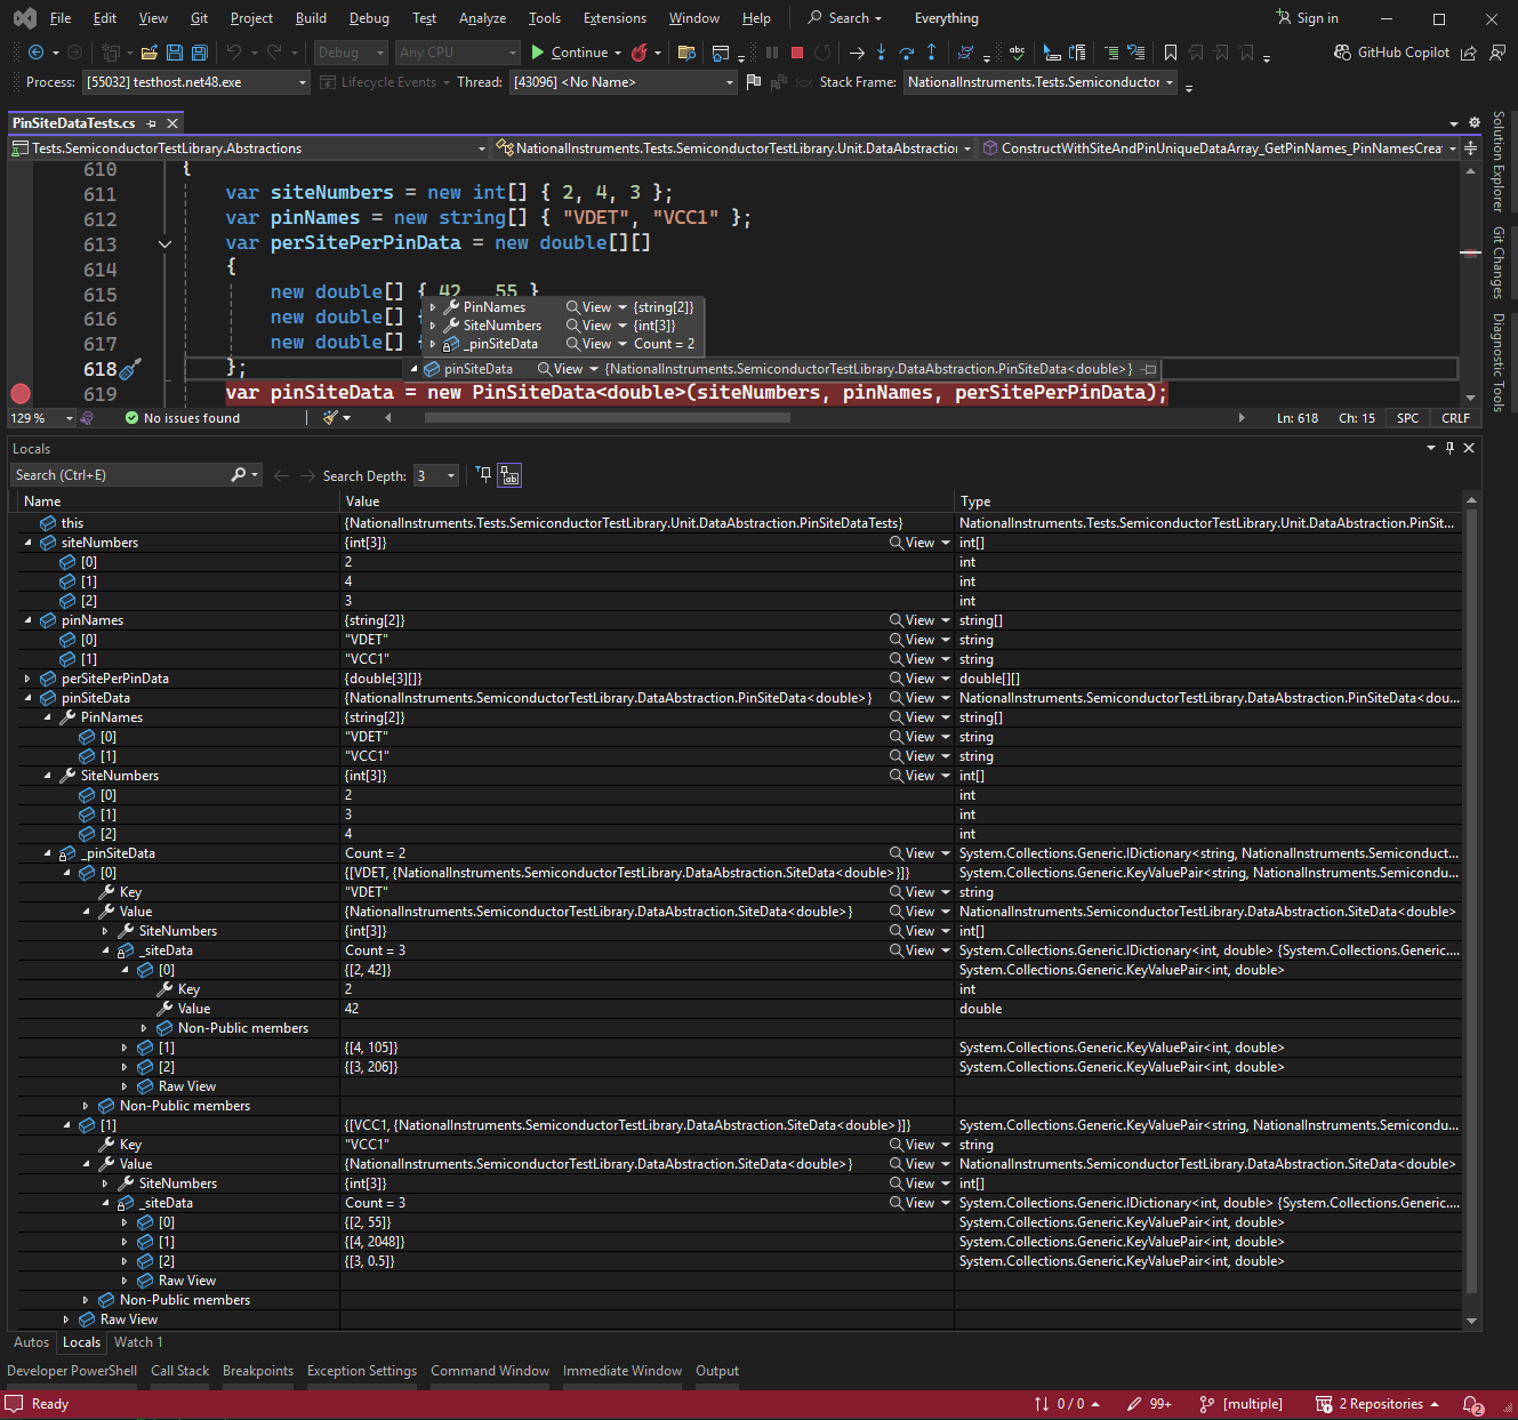 File Edit View Git Project Build Debug Test Analyze Tools Extensions Window Help Search Everything Sign in
Debug Any CPU Continue GitHub Copilot
Process: [55032] testhost.net48.exe Lifecycle Events Thread: [43096] <No Name> Stack Frame: NationalInstruments.Tests.Semiconductor
PinSiteDataTests.cs
Tests.SemiconductorTestLibrary.Abstractions NationalInstruments.Tests.SemiconductorTestLibrary.Unit.DataAbstraction ConstructWithSiteAndPinUniqueDataArray_GetPinNames_PinNamesCrea
610 {
611 var siteNumbers = new int[] { 2, 4, 3 };
612 var pinNames = new string[] { "VDET", "VCC1" };
613 var perSitePerPinData = new double[][]
614 {
615 new double[] { 42 55 }
616 new double[] {
617 new double[] {
PinNames View {string[2]}
SiteNumbers View {int[3]}
_pinSiteData View Count = 2
618 };
pinSiteData View {NationalInstruments.SemiconductorTestLibrary.DataAbstraction.PinSiteData<double>}
619 var pinSiteData = new PinSiteData<double>(siteNumbers, pinNames, perSitePerPinData);
129 % No issues found Ln: 618 Ch: 15 SPC CRLF
Solution Explorer
Git Changes
Diagnostic Tools
Locals
Search (Ctrl+E) Search Depth: 3
Name Value Type
this {NationalInstruments.Tests.SemiconductorTestLibrary.Unit.DataAbstraction.PinSiteDataTests} NationalInstruments.Tests.SemiconductorTestLibrary.Unit.DataAbstraction.PinSit...
siteNumbers {int[3]} View int[]
[0] 2 int
[1] 4 int
[2] 3 int
pinNames {string[2]} View string[]
[0] "VDET" View string
[1] "VCC1" View string
perSitePerPinData {double[3][]} View double[][]
pinSiteData {NationalInstruments.SemiconductorTestLibrary.DataAbstraction.PinSiteData<double>} View NationalInstruments.SemiconductorTestLibrary.DataAbstraction.PinSiteData<dou...
PinNames {string[2]} View string[]
[0] "VDET" View string
[1] "VCC1" View string
SiteNumbers {int[3]} View int[]
[0] 2 int
[1] 3 int
[2] 4 int
_pinSiteData Count = 2 View System.Collections.Generic.IDictionary<string, NationalInstruments.Semiconduct...
[0] {[VDET, {NationalInstruments.SemiconductorTestLibrary.DataAbstraction.SiteData<double>}]} System.Collections.Generic.KeyValuePair<string, NationalInstruments.Semicondu...
Key "VDET" View string
Value {NationalInstruments.SemiconductorTestLibrary.DataAbstraction.SiteData<double>} View NationalInstruments.SemiconductorTestLibrary.DataAbstraction.SiteData<double>
SiteNumbers {int[3]} View int[]
_siteData Count = 3 View System.Collections.Generic.IDictionary<int, double> {System.Collections.Generic....
[0] {[2, 42]} System.Collections.Generic.KeyValuePair<int, double>
Key 2 int
Value 42 double
Non-Public members
[1] {[4, 105]} System.Collections.Generic.KeyValuePair<int, double>
[2] {[3, 206]} System.Collections.Generic.KeyValuePair<int, double>
Raw View
Non-Public members
[1] {[VCC1, {NationalInstruments.SemiconductorTestLibrary.DataAbstraction.SiteData<double>}]} System.Collections.Generic.KeyValuePair<string, NationalInstruments.Semicondu...
Key "VCC1" View string
Value {NationalInstruments.SemiconductorTestLibrary.DataAbstraction.SiteData<double>} View NationalInstruments.SemiconductorTestLibrary.DataAbstraction.SiteData<double>
SiteNumbers {int[3]} View int[]
_siteData Count = 3 View System.Collections.Generic.IDictionary<int, double> {System.Collections.Generic....
[0] {[2, 55]} System.Collections.Generic.KeyValuePair<int, double>
[1] {[4, 2048]} System.Collections.Generic.KeyValuePair<int, double>
[2] {[3, 0.5]} System.Collections.Generic.KeyValuePair<int, double>
Raw View
Non-Public members
Raw View
Autos Locals Watch 1
Developer PowerShell Call Stack Breakpoints Exception Settings Command Window Immediate Window Output
Ready 0 / 0 99+ [multiple] 2 Repositories 2